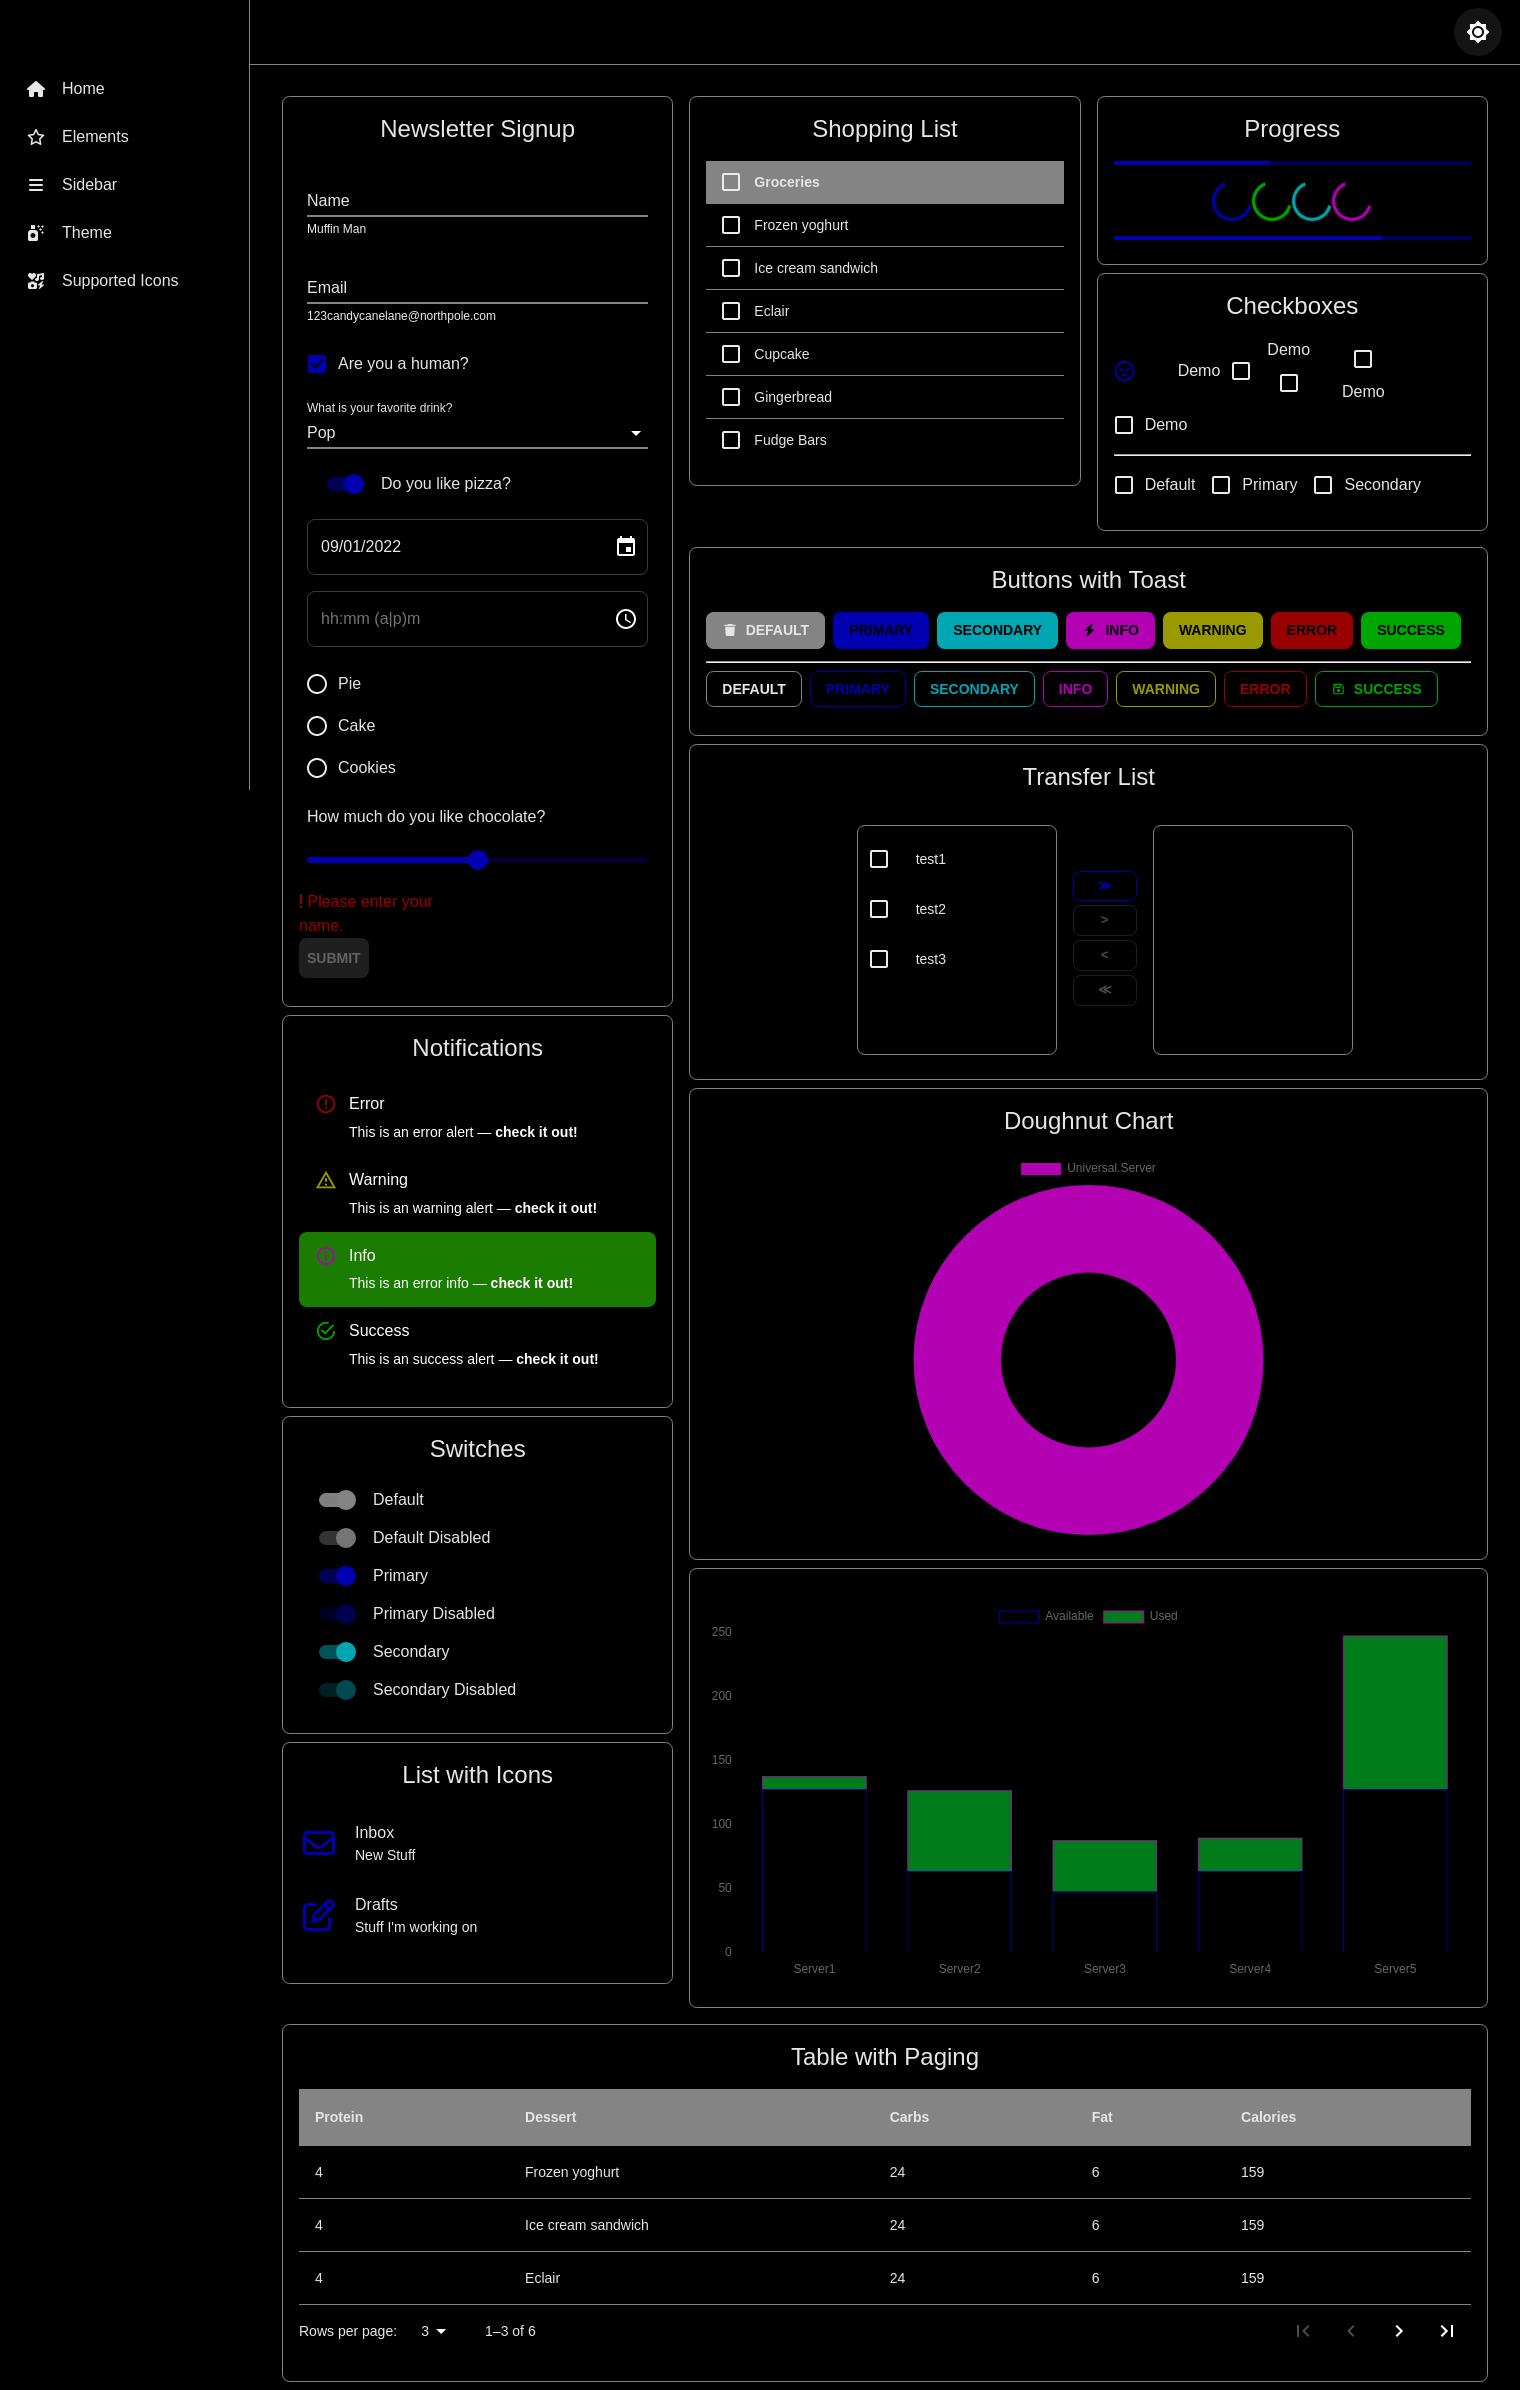 Home
Elements
Sidebar
Theme
Supported Icons
Newsletter Signup
Name
Muffin Man
Email
123candycanelane@northpole.com
Are you a human?
What is your favorite drink?
Pop
Do you like pizza?
09/01/2022
hh:mm (a|p)m
Pie
Cake
Cookies
How much do you like chocolate?
! Please enter your
name.
SUBMIT
Notifications
Error
This is an error alert — check it out!
Warning
This is an warning alert — check it out!
Info
This is an error info — check it out!
Success
This is an success alert — check it out!
Switches
Default
Default Disabled
Primary
Primary Disabled
Secondary
Secondary Disabled
List with Icons
Inbox
New Stuff
Drafts
Stuff I'm working on
Shopping List
Groceries
Frozen yoghurt
Ice cream sandwich
Eclair
Cupcake
Gingerbread
Fudge Bars
Progress
Checkboxes
Demo
Demo
Demo
Demo
Default Primary Secondary
Buttons with Toast
DEFAULT PRIMARY SECONDARY INFO WARNING ERROR SUCCESS
DEFAULT PRIMARY SECONDARY INFO WARNING ERROR SUCCESS
Transfer List
test1
test2
test3
≫
>
<
≪
Doughnut Chart
Universal.Server
Available Used
250
200
150
100
50
0
Server1 Server2 Server3 Server4 Server5
Table with Paging
Protein Dessert Carbs Fat Calories
4 Frozen yoghurt 24 6 159
4 Ice cream sandwich 24 6 159
4 Eclair 24 6 159
Rows per page: 3 1–3 of 6